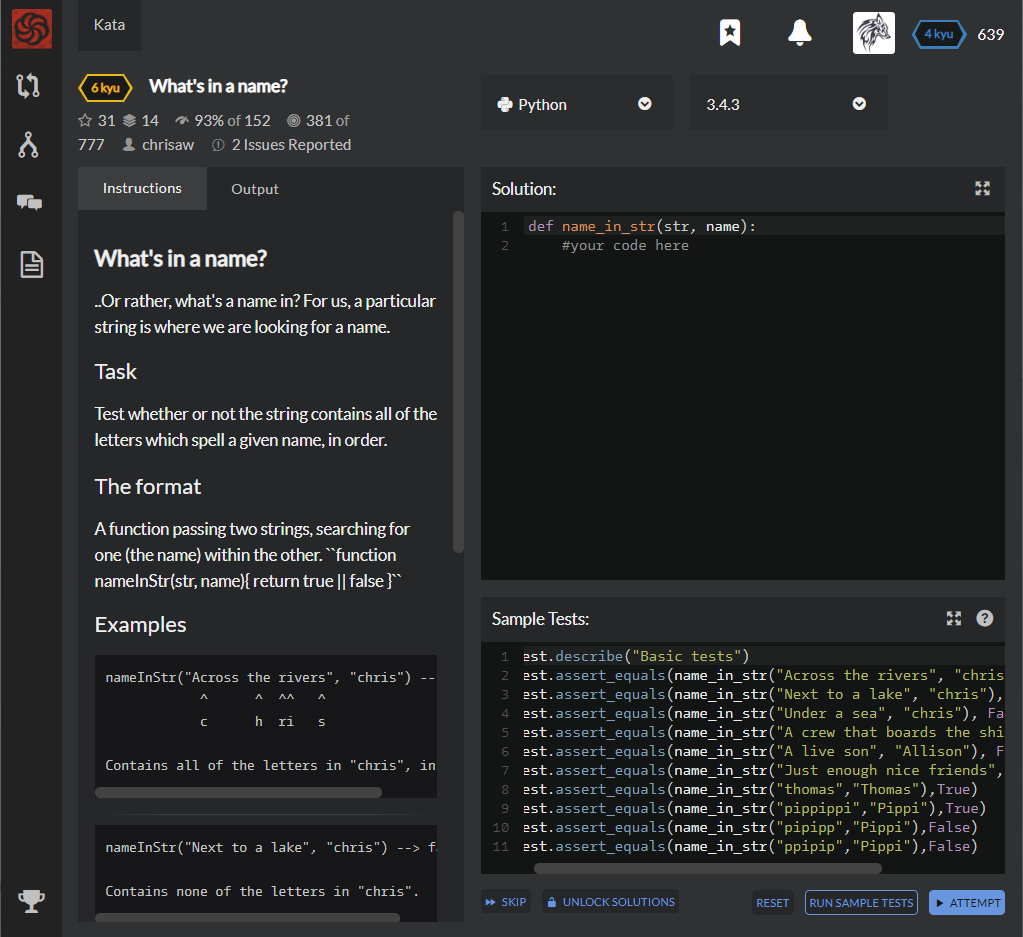 Kata
4 kyu 639
6 kyu What's in a name?
31 14 93% of 152 381 of
777 chrisaw 2 Issues Reported
Python
3.4.3
Instructions Output
What's in a name?
..Or rather, what's a name in? For us, a particular
string is where we are looking for a name.
Task
Test whether or not the string contains all of the
letters which spell a given name, in order.
The format
A function passing two strings, searching for
one (the name) within the other. ``function
nameInStr(str, name){ return true || false }``
Examples
nameInStr("Across the rivers", "chris") --
^ ^ ^^ ^
c h ri s
Contains all of the letters in "chris", in
nameInStr("Next to a lake", "chris") --> fa
Contains none of the letters in "chris".
Solution:
1 def name_in_str(str, name):
2 #your code here
Sample Tests:
1 est.describe("Basic tests")
2 est.assert_equals(name_in_str("Across the rivers", "chris
3 est.assert_equals(name_in_str("Next to a lake", "chris"),
4 est.assert_equals(name_in_str("Under a sea", "chris"), Fa
5 est.assert_equals(name_in_str("A crew that boards the shi
6 est.assert_equals(name_in_str("A live son", "Allison"), F
7 est.assert_equals(name_in_str("Just enough nice friends",
8 est.assert_equals(name_in_str("thomas","Thomas"),True)
9 est.assert_equals(name_in_str("pippippi","Pippi"),True)
10 est.assert_equals(name_in_str("pipipp","Pippi"),False)
11 est.assert_equals(name_in_str("ppipip","Pippi"),False)
SKIP UNLOCK SOLUTIONS RESET RUN SAMPLE TESTS ATTEMPT